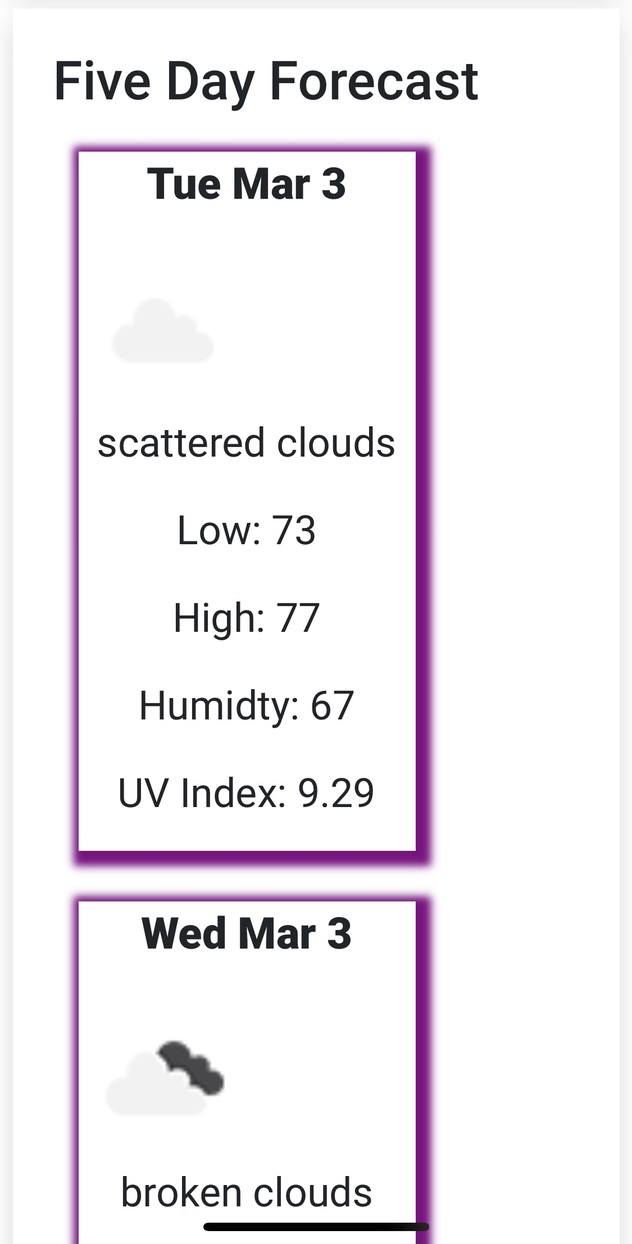 Five Day Forecast
Tue Mar 3
scattered clouds
Low: 73
High: 77
Humidty: 67
UV Index: 9.29
Wed Mar 3
broken clouds